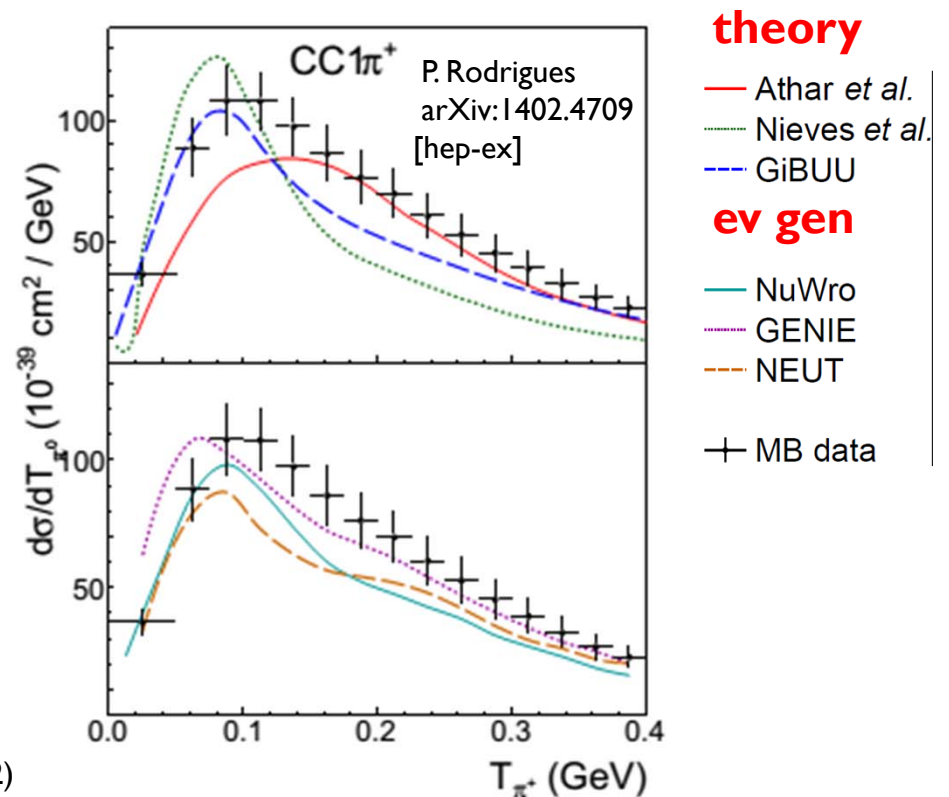 theory
CC1π⁺
P. Rodrigues
arXiv:1402.4709
[hep-ex]
Athar et al.
Nieves et al.
GiBUU
ev gen
NuWro
GENIE
NEUT
MB data
100
50
100
50
dσ/dT (10⁻³⁹ cm² / GeV)
0.0 0.1 0.2 0.3 0.4
T_π⁺ (GeV)
2)